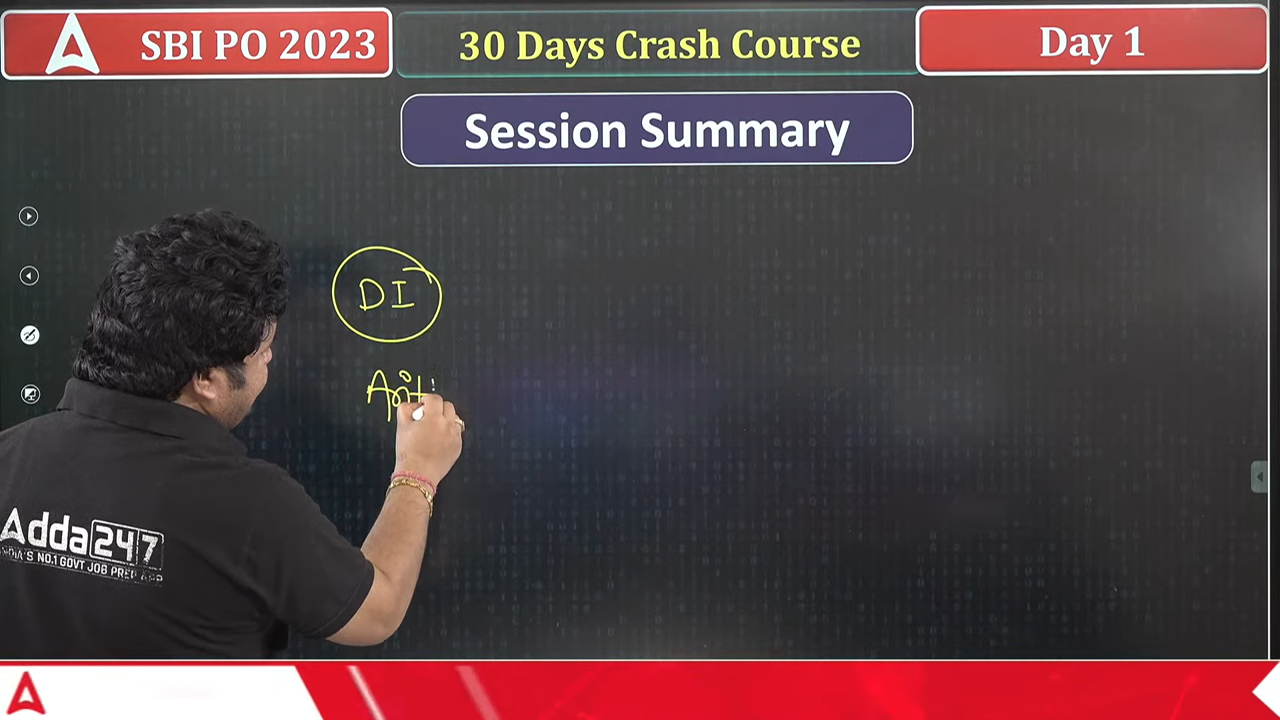 SBI PO 2023
30 Days Crash Course
Day 1
Session Summary
DI
Arit
Adda247
INDIA'S NO.1 GOVT JOB PREP APP